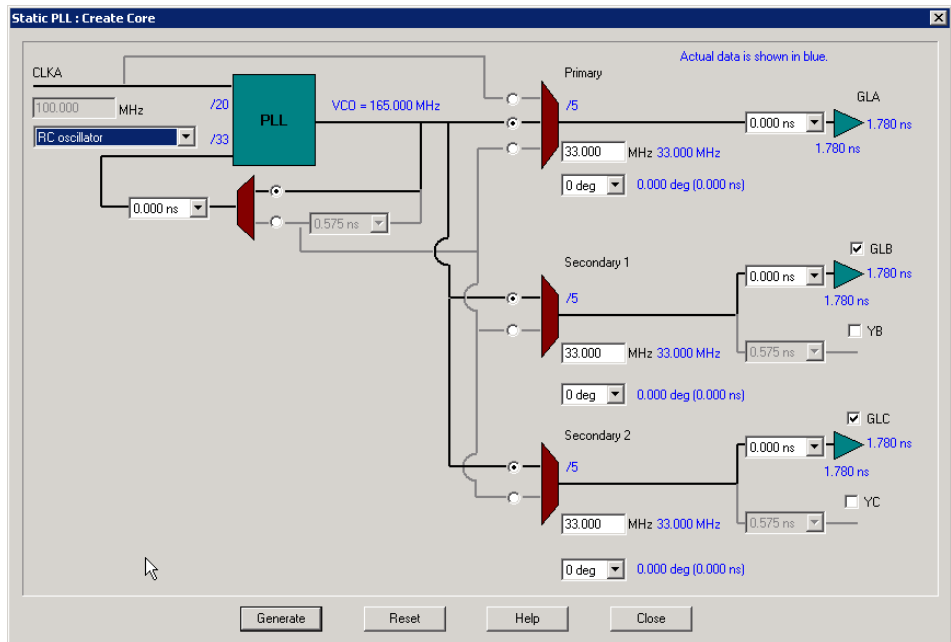 Static PLL : Create Core
Actual data is shown in blue.
CLKA
100.000 MHz
RC oscillator
/20
/33
PLL
VCO = 165.000 MHz
0.000 ns
0.575 ns
Primary
/5
33.000 MHz 33.000 MHz
0 deg 0.000 deg (0.000 ns)
0.000 ns
GLA
1.780 ns
1.780 ns
Secondary 1
/5
33.000 MHz 33.000 MHz
0 deg 0.000 deg (0.000 ns)
0.000 ns
GLB
1.780 ns
1.780 ns
YB
0.575 ns
Secondary 2
/5
33.000 MHz 33.000 MHz
0 deg 0.000 deg (0.000 ns)
0.000 ns
GLC
1.780 ns
1.780 ns
YC
0.575 ns
Generate Reset Help Close